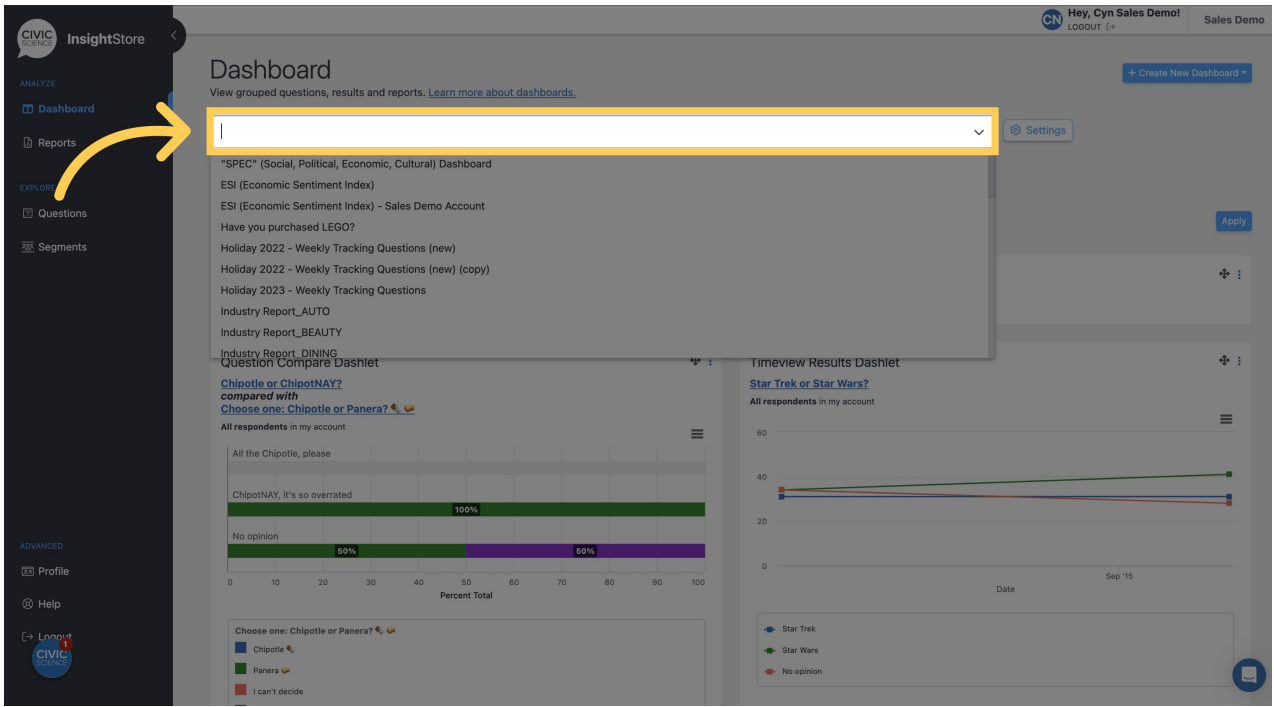 CIVIC
SCIENCE
InsightStore
Hey, Cyn Sales Demo!
LOGOUT
CN
Sales Demo
ANALYZE
Dashboard
Reports
EXPLORE
Questions
Segments
ADVANCED
Profile
Help
Logout
1
CIVIC
SCIENCE
Dashboard
View grouped questions, results and reports. Learn more about dashboards.
+ Create New Dashboard
Settings
"SPEC" (Social, Political, Economic, Cultural) Dashboard
ESI (Economic Sentiment Index)
ESI (Economic Sentiment Index) - Sales Demo Account
Have you purchased LEGO?
Holiday 2022 - Weekly Tracking Questions (new)
Holiday 2022 - Weekly Tracking Questions (new) (copy)
Holiday 2023 - Weekly Tracking Questions
Industry Report_AUTO
Industry Report_BEAUTY
Industry Report_DINING
Apply
Question Compare Dashlet
Chipotle or ChipotNAY?
compared with
Choose one: Chipotle or Panera? 🌯 🥪
All respondents in my account
All the Chipotle, please
ChipotNAY, it's so overrated
100%
No opinion
50% 50%
0 10 20 30 40 50 60 70 80 90 100
Percent Total
Choose one: Chipotle or Panera? 🌯 🥪
Chipotle 🌯
Panera 🥪
I can't decide
Timeview Results Dashlet
Star Trek or Star Wars?
All respondents in my account
60
40
20
0
Sep '15
Date
Star Trek
Star Wars
No opinion